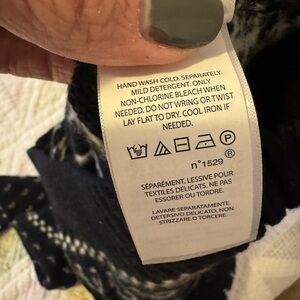 HAND WASH COLD. SEPARATELY.
MILD DETERGENT. ONLY
NON-CHLORINE BLEACH WHEN
NEEDED. DO NOT WRING OR TWIST
LAY FLAT TO DRY. COOL IRON IF
NEEDED.
P
®
n°1529
SÉPARÉMENT. LESSIVE POUR
TEXTILES DÉLICATS. NE PAS
ESSORER OU TORDRE.
LAVARE SEPARATAMENTE.
DETERSIVO DELICATO, NON
STRIZZARE O STORCERE.